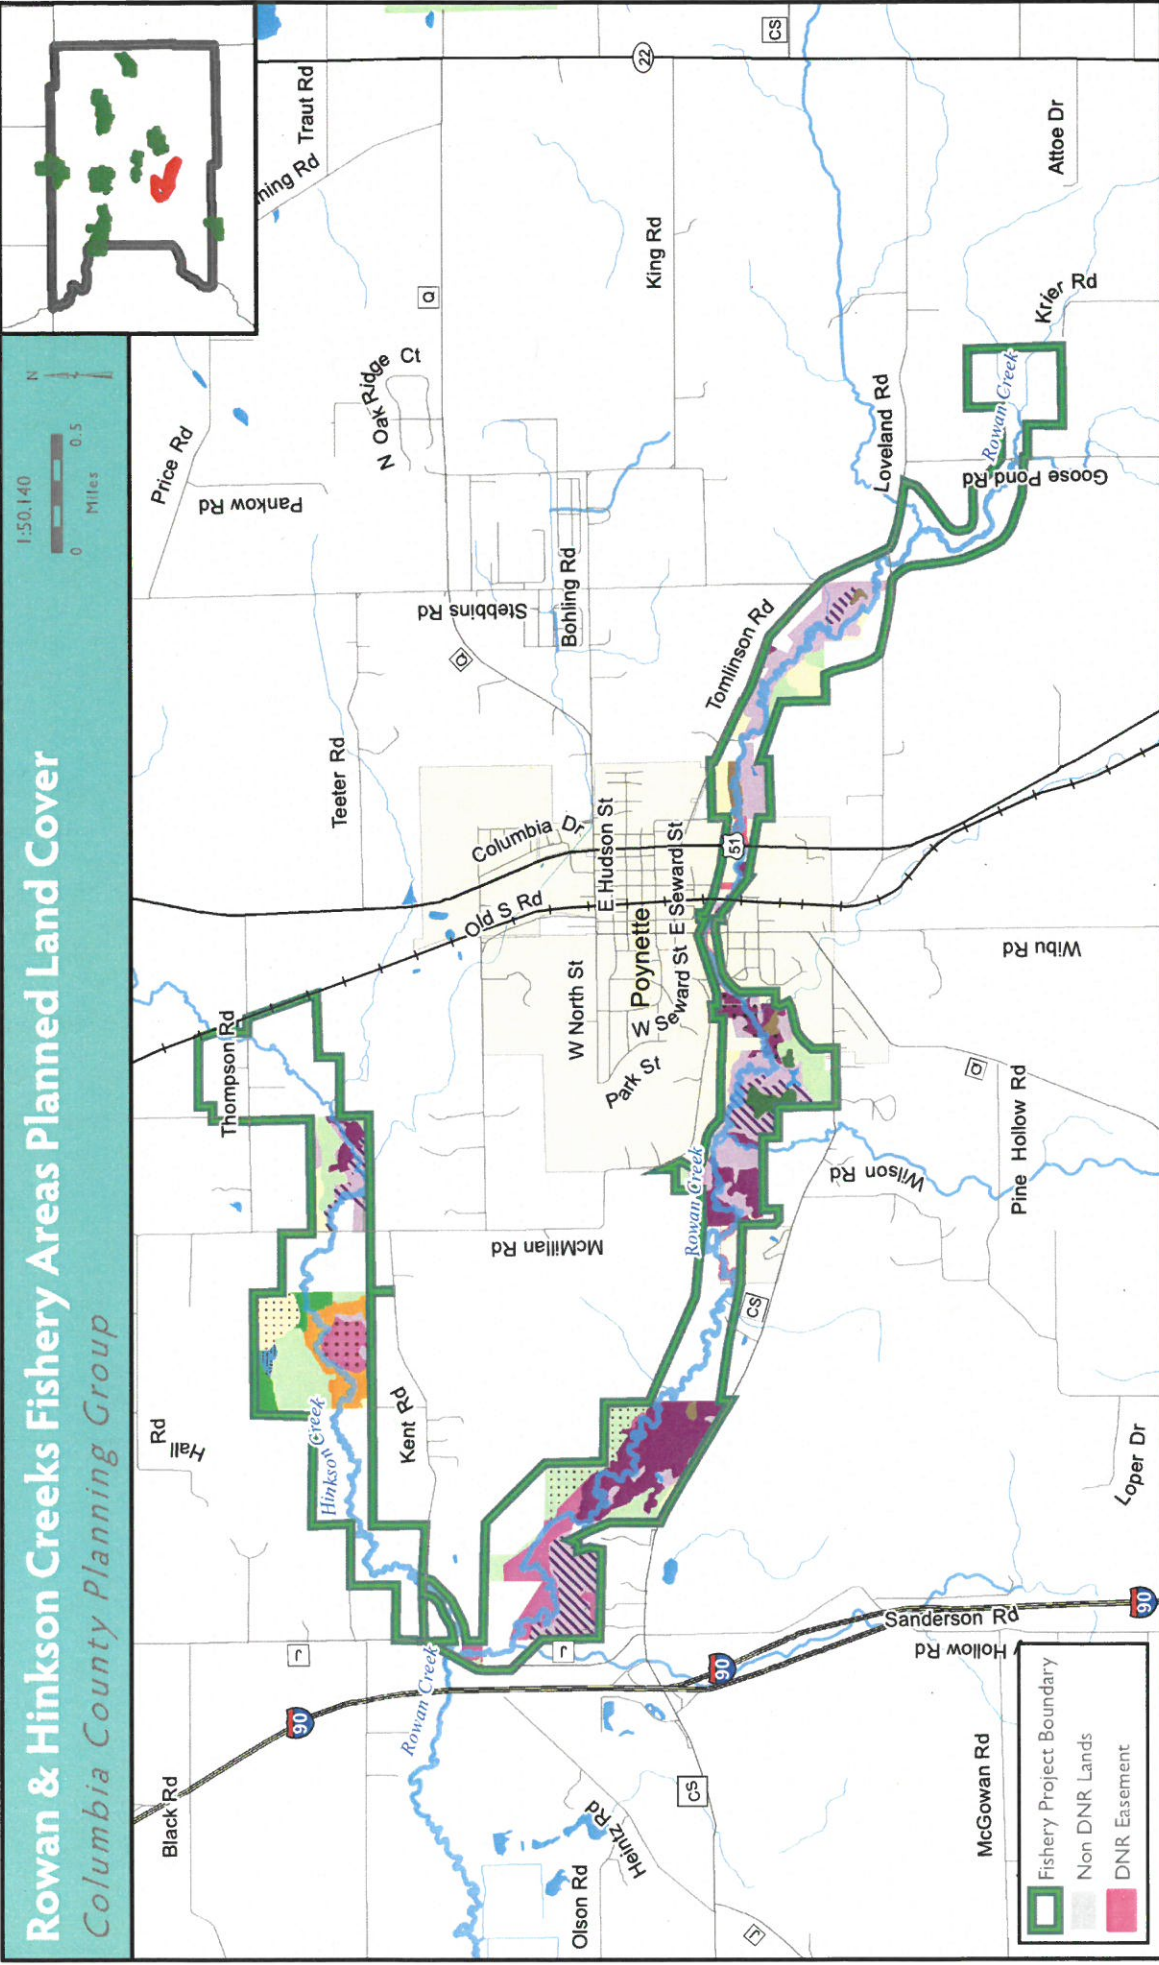 Rowan & Hinkson Creeks Fishery Areas Planned Land Cover
Columbia County Planning Group
1:50,140
0 0.5
Miles
N
Black Rd
90
J
Hall Rd
Thompson Rd
Price Rd
Pankow Rd
Traut Rd
ning Rd
Teeter Rd
Hinkson Creek
Kent Rd
Rowan Creek
Old S Rd
Columbia Dr
Stebbins Rd
Q
Q
N Oak Ridge Ct
McMillan Rd
W North St
E Hudson St
Bohling Rd
Olson Rd
Heintz Rd
J
Park St
Poynette
W Seward St
E Seward St
King Rd
22
CS
90
Rowan Creek
51
Tomlinson Rd
CS
CS
J
Wilson Rd
Loveland Rd
Sanderson Rd
Hollow Rd
Q
Pine Hollow Rd
Wibu Rd
Rowan Creek
Goose Pond Rd
Krier Rd
Attoe Dr
McGowan Rd
Loper Dr
90
Fishery Project Boundary
Non DNR Lands
DNR Easement